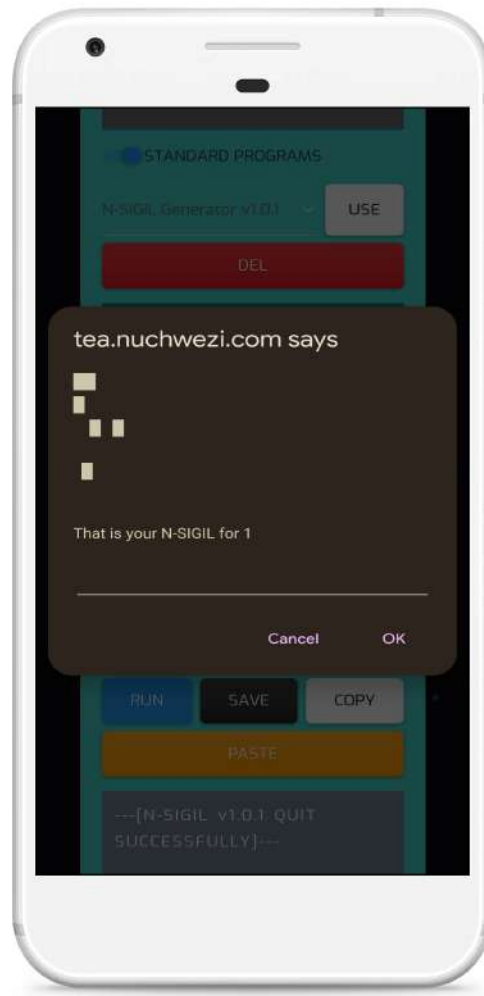 STANDARD PROGRAMS
N-SIGIL Generator v1.0.1
USE
DEL
tea.nuchwezi.com says
██
█
█ █
█
That is your N-SIGIL for 1
Cancel
OK
RUN
SAVE
COPY
PASTE
---[N-SIGIL v1.0.1 QUIT
SUCCESSFULLY]---